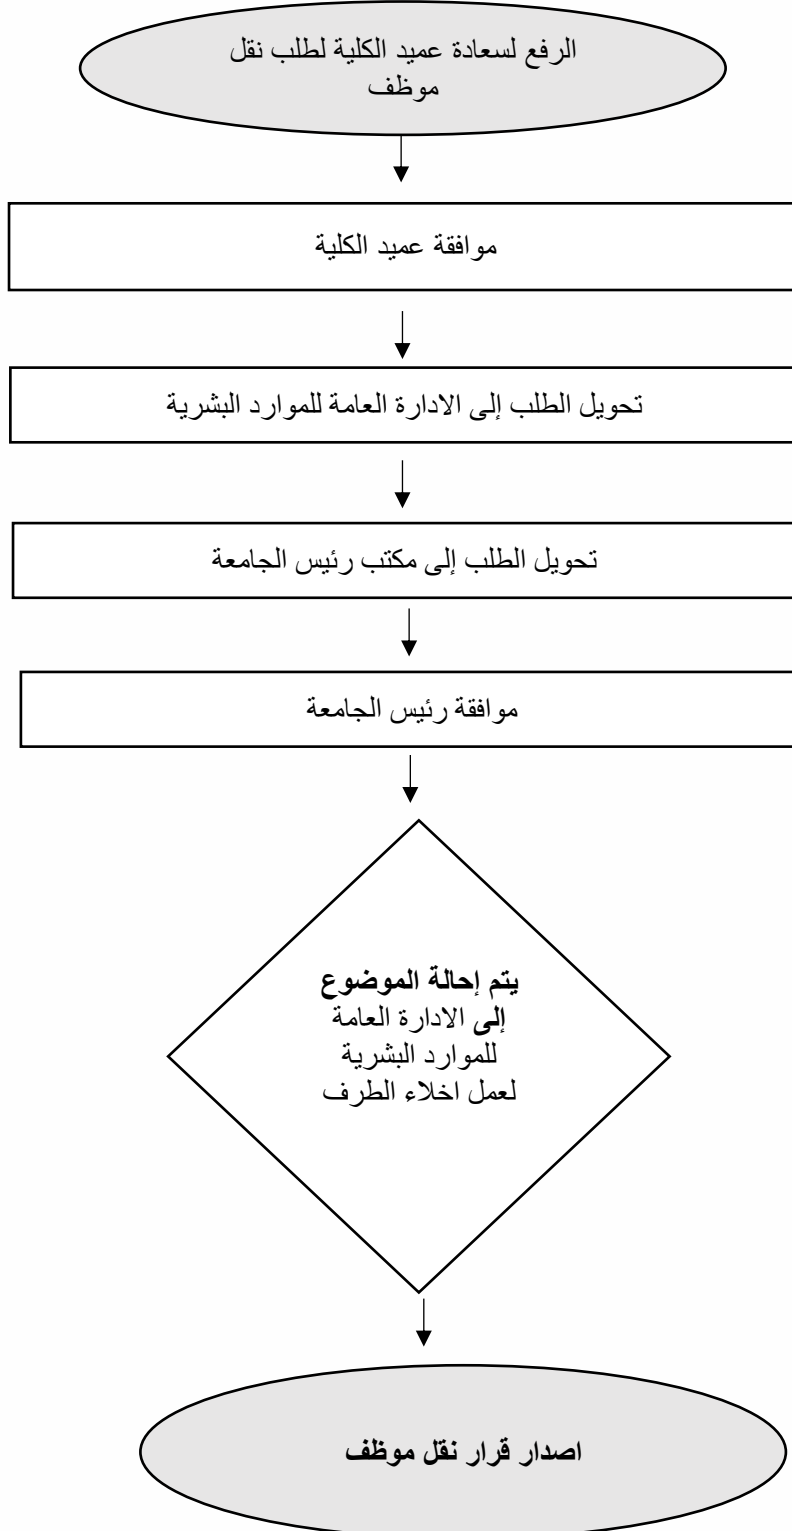 الرفع لسعادة عميد الكلية لطلب نقل
موظف
موافقة عميد الكلية
تحويل الطلب إلى الادارة العامة للموارد البشرية
تحويل الطلب إلى مكتب رئيس الجامعة
موافقة رئيس الجامعة
يتم إحالة الموضوع
إلى الادارة العامة
للموارد البشرية
لعمل اخلاء الطرف
اصدار قرار نقل موظف